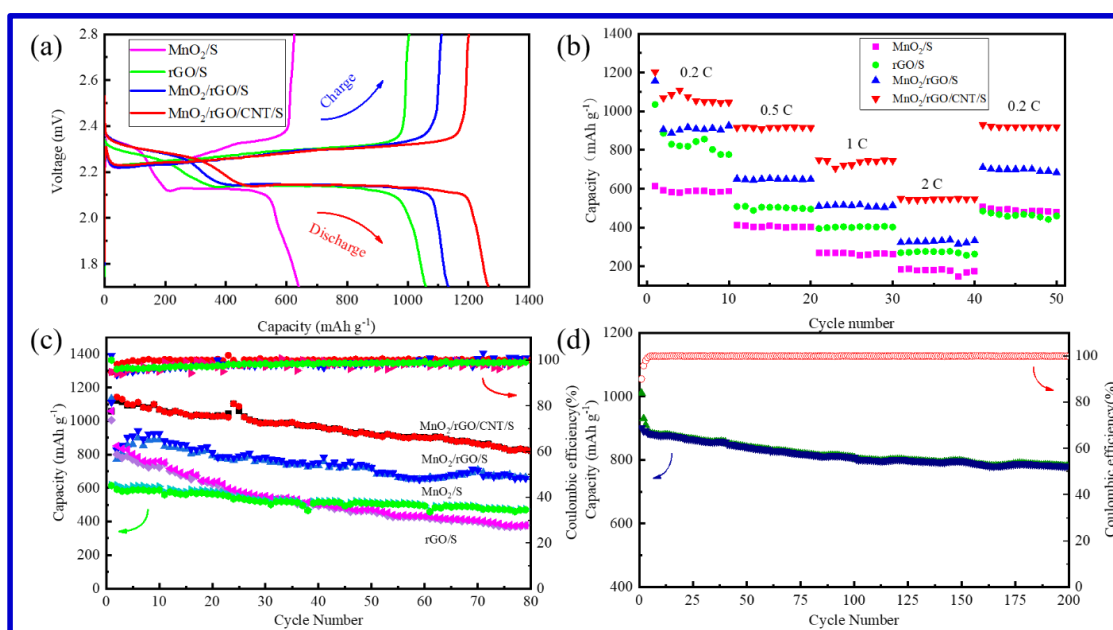 (a)
2.8
2.6
2.4
2.2
2.0
1.8
Voltage (mV)
MnO₂/S
rGO/S
MnO₂/rGO/S
MnO₂/rGO/CNT/S
Charge
Discharge
0 200 400 600 800 1000 1200 1400
Capacity (mAh g⁻¹)
(b)
1400
1200
1000
800
600
400
200
Capacity (mAh g⁻¹)
MnO₂/S
rGO/S
MnO₂/rGO/S
MnO₂/rGO/CNT/S
0.2 C
0.5 C
1 C
2 C
0.2 C
0 10 20 30 40 50
Cycle number
(c)
1400
1200
1000
800
600
400
200
0
Capacity (mAh g⁻¹)
MnO₂/rGO/CNT/S
MnO₂/rGO/S
MnO₂/S
rGO/S
100
80
60
40
20
0
Coulombic efficiency(%)
0 20 40 60 80
Cycle Number
(d)
1200
1000
800
600
400
Capacity (mAh g⁻¹)
100
80
60
40
20
0
Coulombic efficiency(%)
0 25 50 75 100 125 150 175 200
Cycle Number